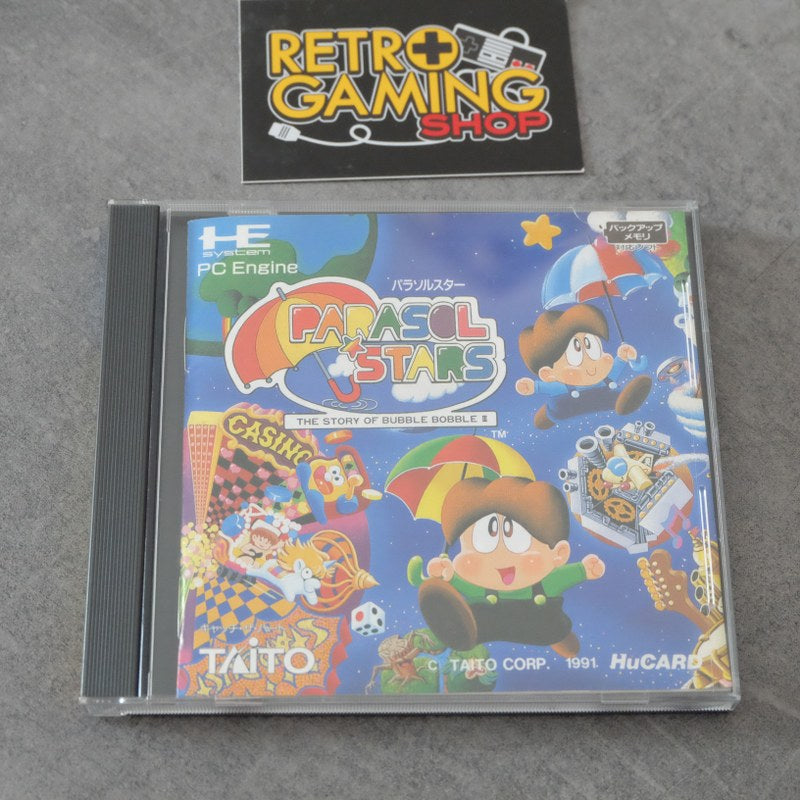 RETRO
GAMING
SHOP
HE
system
PC Engine
バックアップ
メモリ
パラソルスター
PARASOL
STARS
THE STORY OF BUBBLE BOBBLE III
TM
CASINO
TAITO
© TAITO CORP. 1991 HuCARD